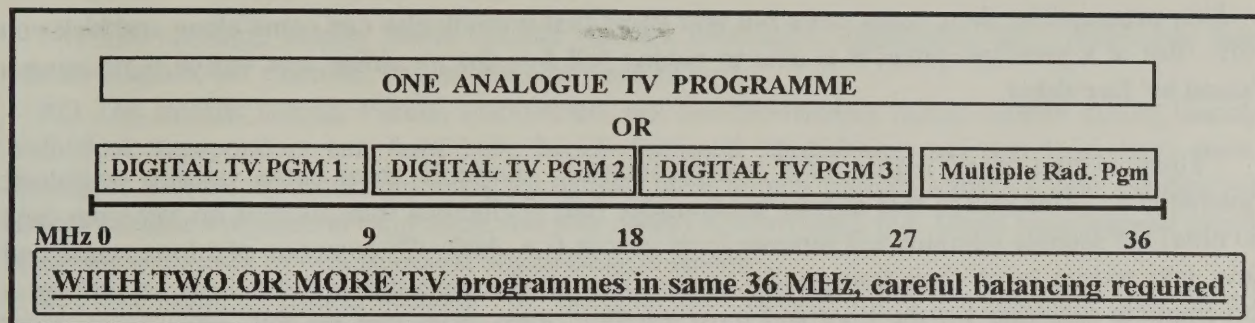 ONE ANALOGUE TV PROGRAMME
OR
DIGITAL TV PGM 1 DIGITAL TV PGM 2 DIGITAL TV PGM 3 Multiple Rad. Pgm
MHz 0 9 18 27 36
WITH TWO OR MORE TV programmes in same 36 MHz, careful balancing required